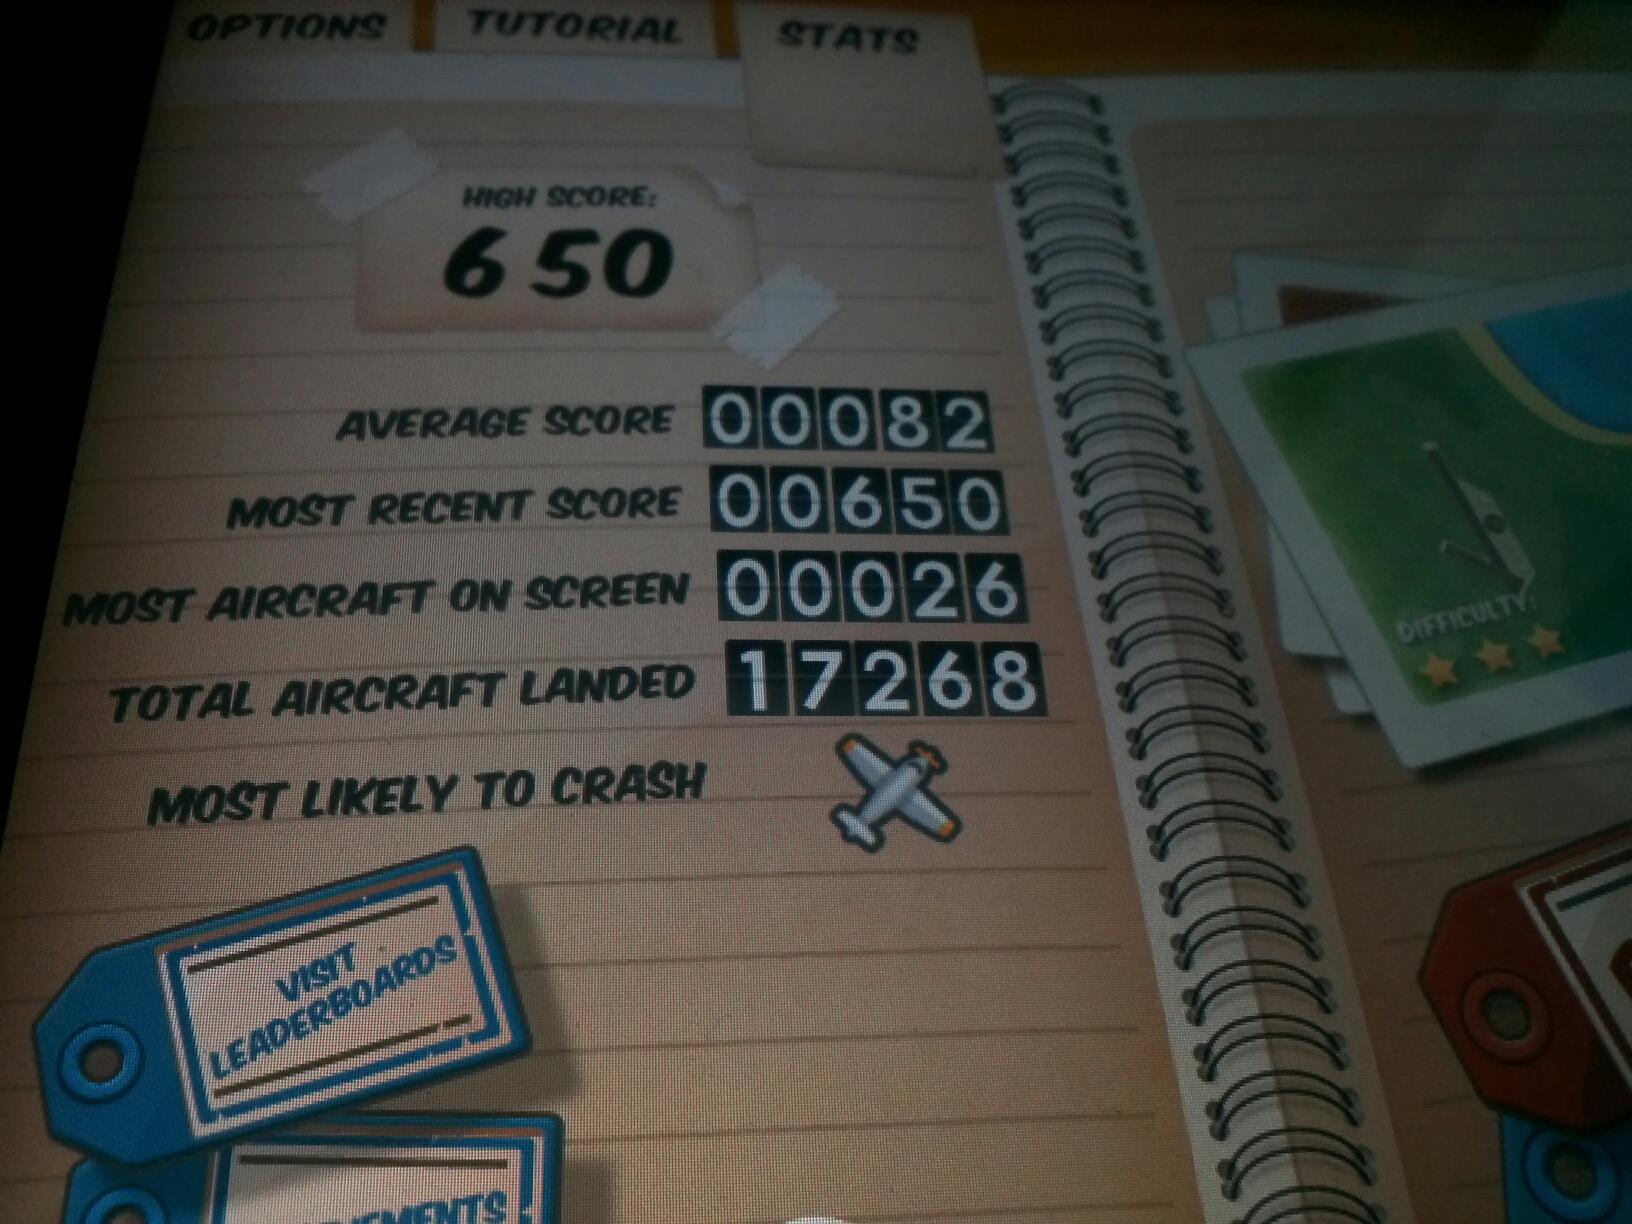 OPTIONS
TUTORIAL
STATS
HIGH SCORE:
650
AVERAGE SCORE 00082
MOST RECENT SCORE 00650
MOST AIRCRAFT ON SCREEN 00026
TOTAL AIRCRAFT LANDED 17268
MOST LIKELY TO CRASH
VISIT
LEADERBOARDS
DIFFICULTY: